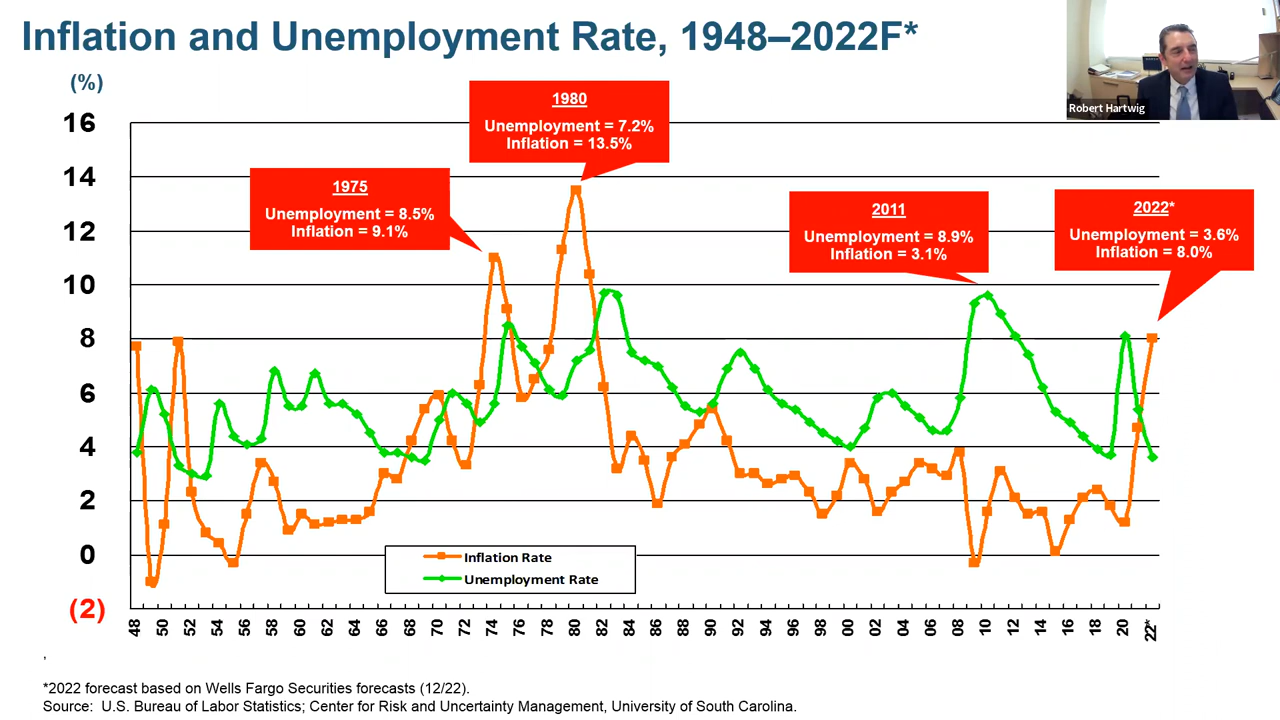 Inflation and Unemployment Rate, 1948–2022F*
Robert Hartwig
(%)
1980
Unemployment = 7.2%
Inflation = 13.5%
1975
Unemployment = 8.5%
Inflation = 9.1%
2011
Unemployment = 8.9%
Inflation = 3.1%
2022*
Unemployment = 3.6%
Inflation = 8.0%
16
14
12
10
8
6
4
2
0
(2)
Inflation Rate
Unemployment Rate
48 50 52 54 56 58 60 62 64 66 68 70 72 74 76 78 80 82 84 86 88 90 92 94 96 98 00 02 04 06 08 10 12 14 16 18 20 22*
,
*2022 forecast based on Wells Fargo Securities forecasts (12/22).
Source: U.S. Bureau of Labor Statistics; Center for Risk and Uncertainty Management, University of South Carolina.